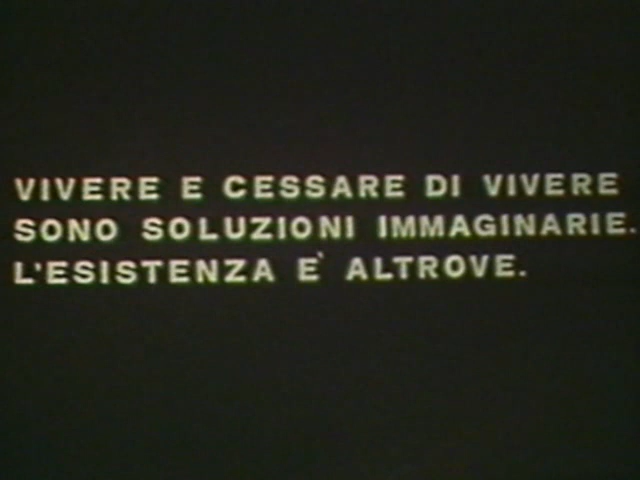 VIVERE E CESSARE DI VIVERE
SONO SOLUZIONI IMMAGINARIE.
L'ESISTENZA E' ALTROVE.